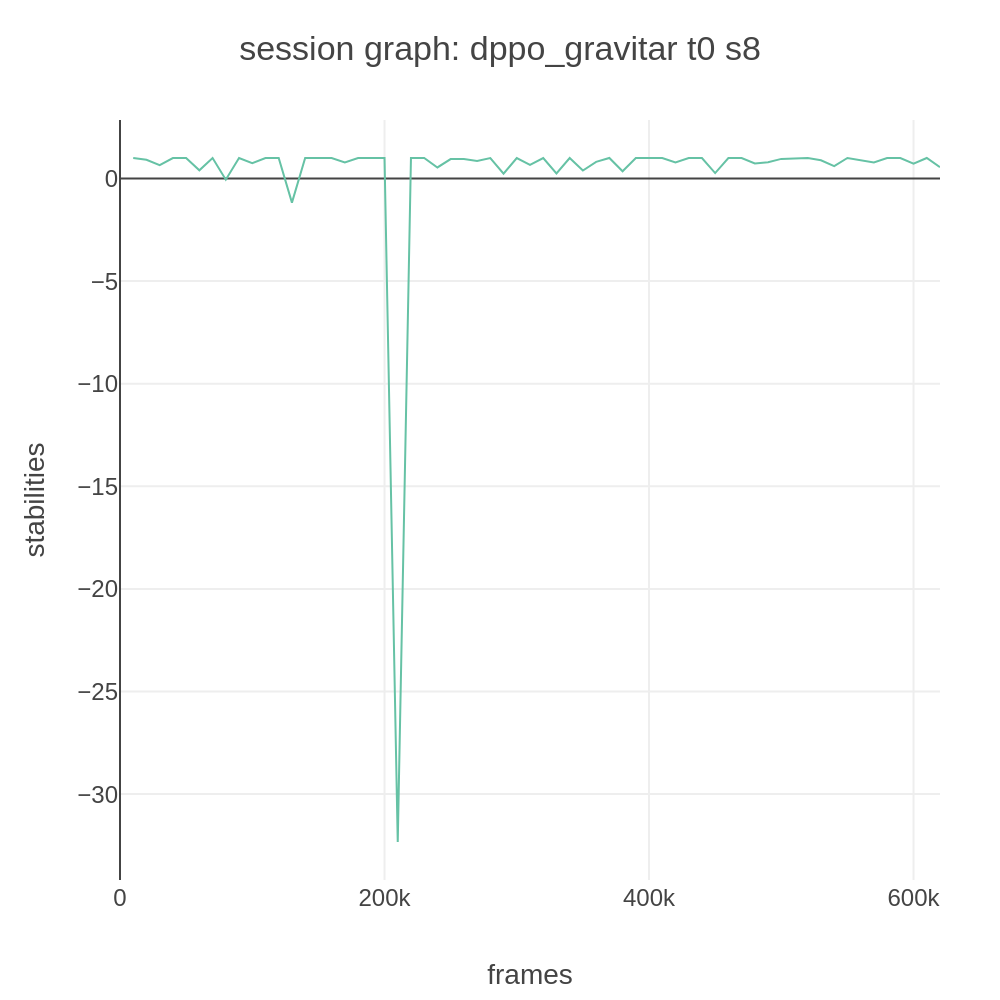 session graph: dppo_gravitar t0 s8
0
−5
−10
−15
−20
−25
−30
stabilities
0
200k
400k
600k
frames